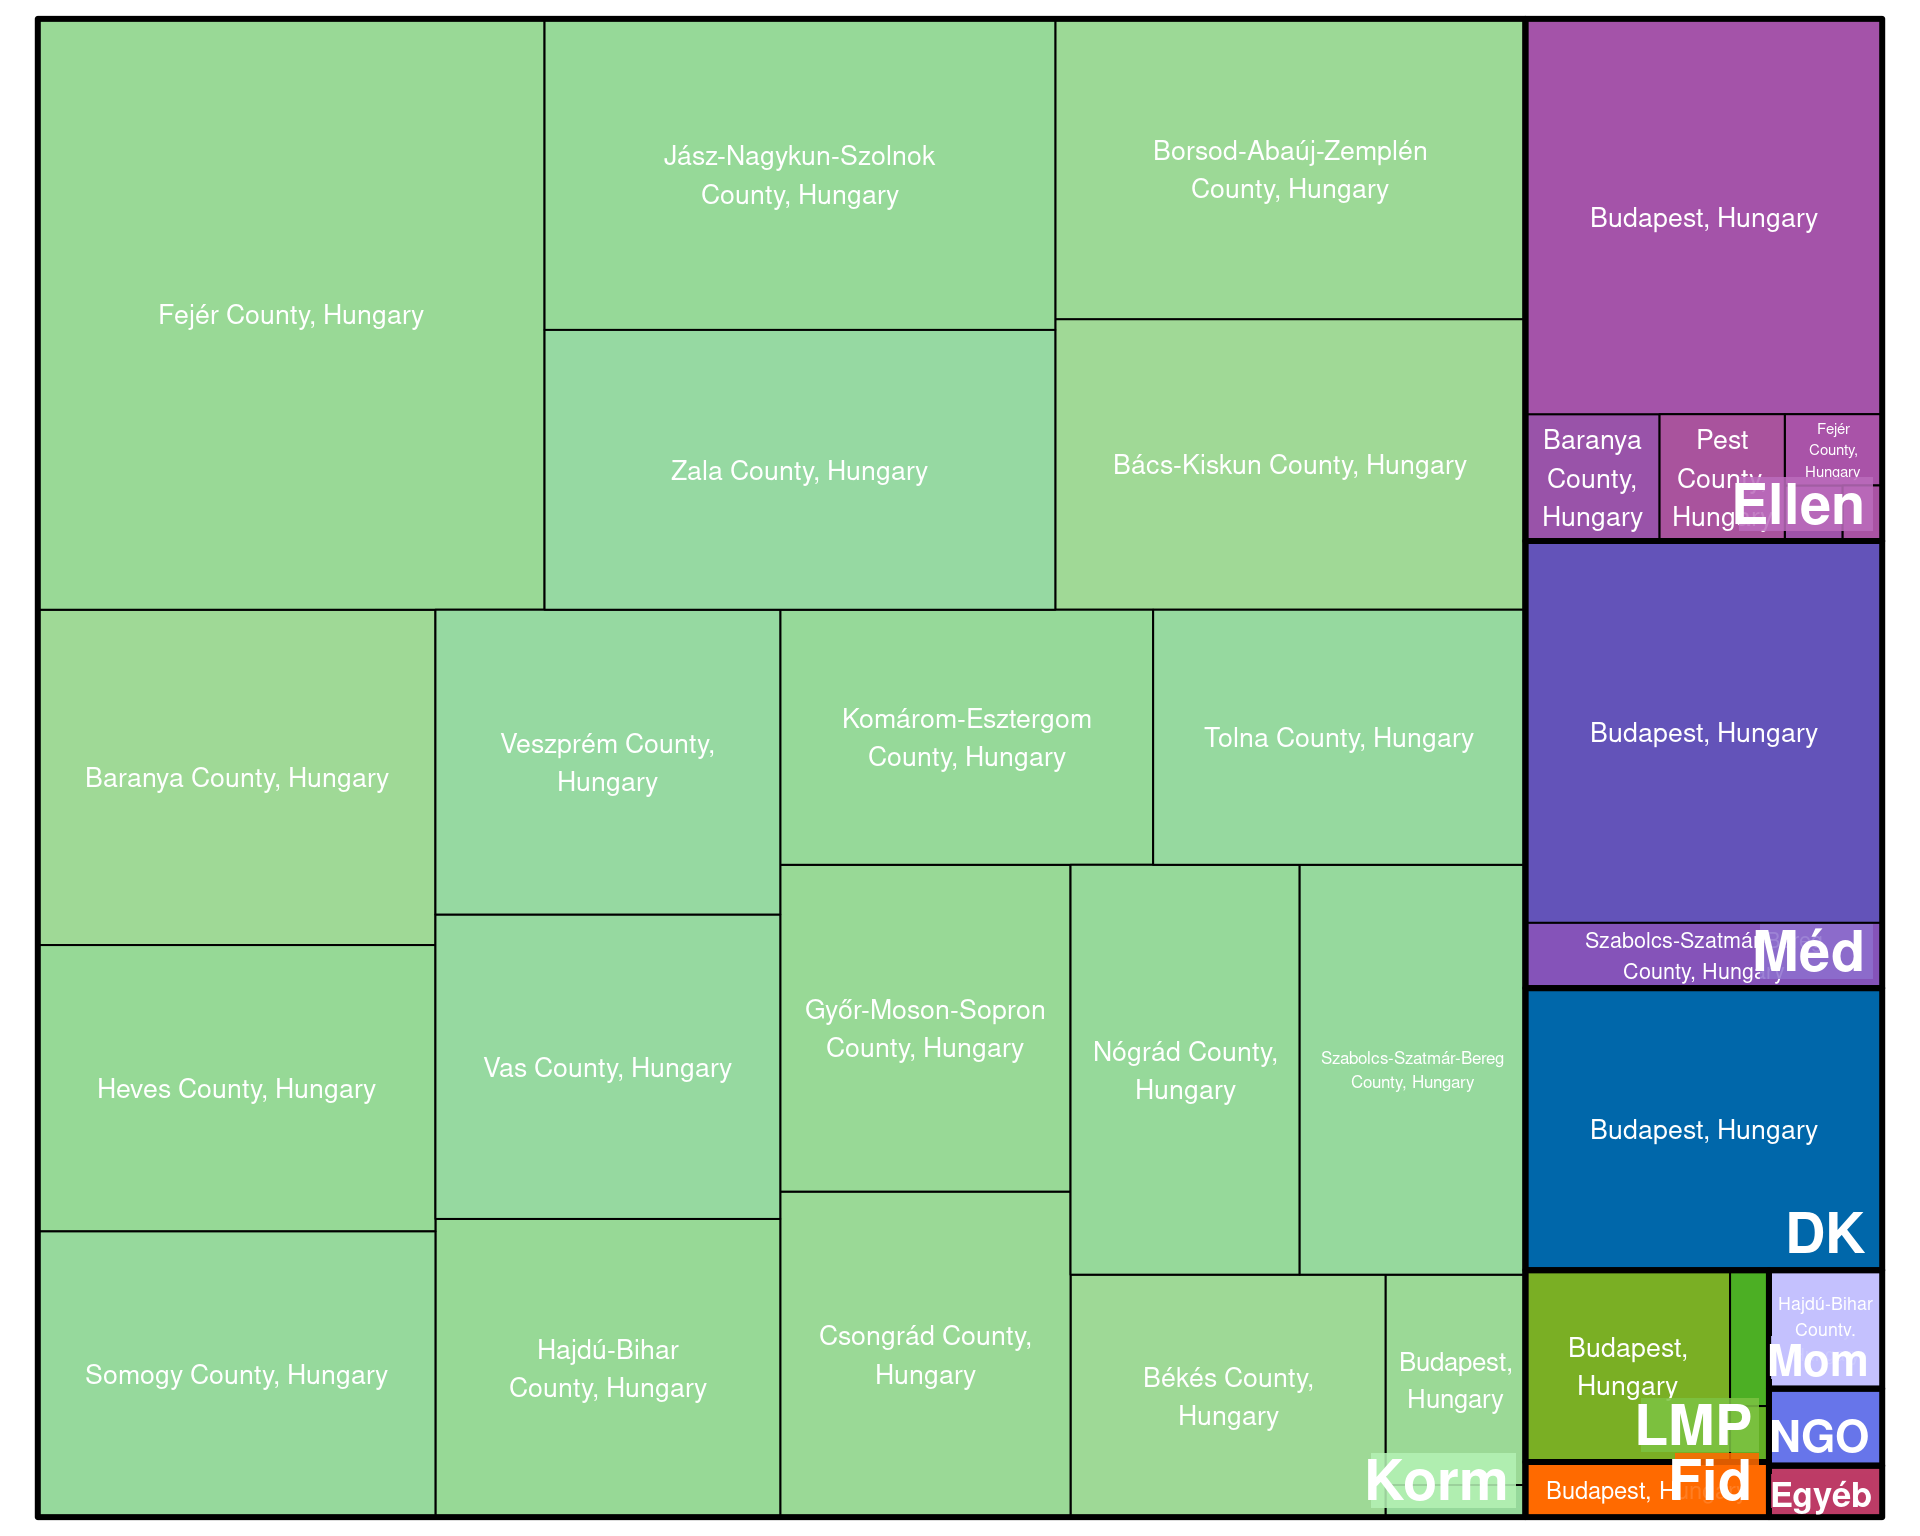 Fejér County, Hungary
Jász-Nagykun-Szolnok
County, Hungary
Borsod-Abaúj-Zemplén
County, Hungary
Zala County, Hungary
Bács-Kiskun County, Hungary
Baranya County, Hungary
Veszprém County,
Hungary
Komárom-Esztergom
County, Hungary
Tolna County, Hungary
Heves County, Hungary
Vas County, Hungary
Győr-Moson-Sopron
County, Hungary
Nógrád County,
Hungary
Szabolcs-Szatmár-Bereg
County, Hungary
Somogy County, Hungary
Hajdú-Bihar
County, Hungary
Csongrád County,
Hungary
Békés County,
Hungary
Budapest,
Hungary
Korm
Budapest, Hungary
Baranya
County,
Hungary
Pest
County,
Hungary
Fejér
County,
Hungary
Ellen
Budapest, Hungary
Szabolcs-Szatmár-Bereg
County, Hungary
Méd
Budapest, Hungary
DK
Budapest,
Hungary
LMP
Hajdú-Bihar
County,
Mom
NGO
Budapest, Hungary
Fid
Egyéb